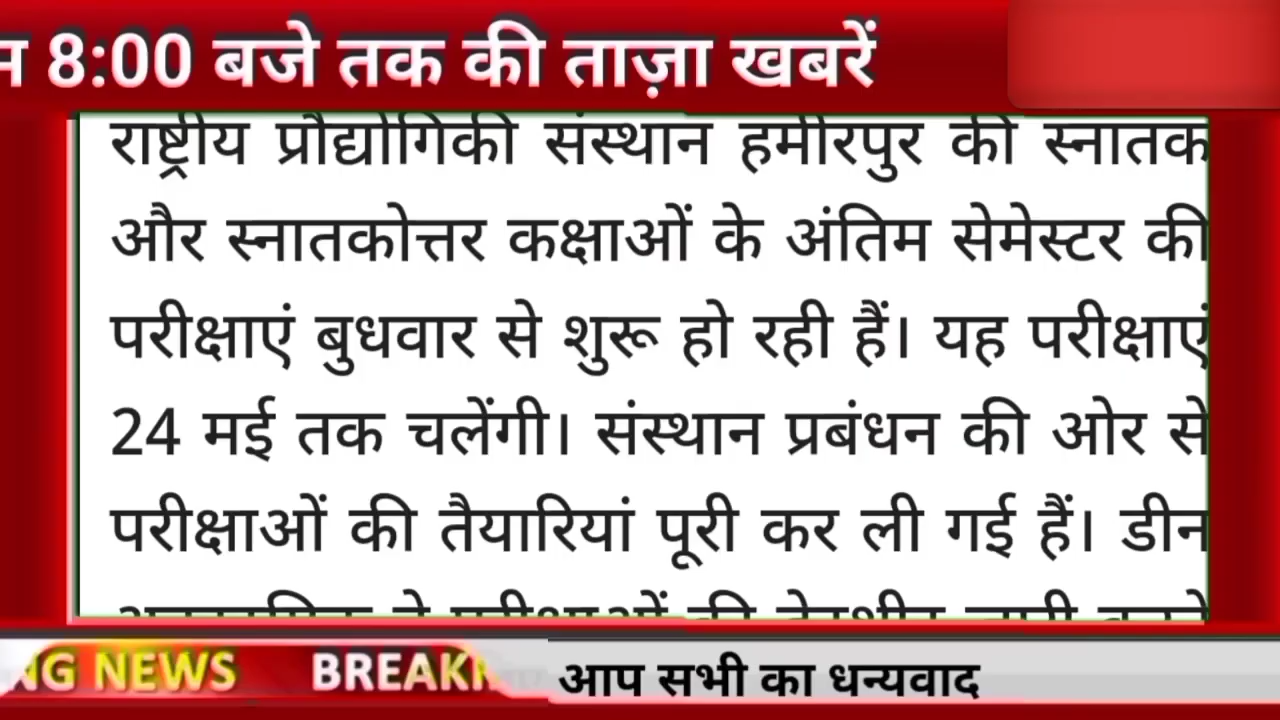 8:00 बजे तक की ताज़ा खबरें
राष्ट्रीय प्रौद्योगिकी संस्थान हमीरपुर की स्नातक
और स्नातकोत्तर कक्षाओं के अंतिम सेमेस्टर की
परीक्षाएं बुधवार से शुरू हो रही हैं। यह परीक्षाएं
24 मई तक चलेंगी। संस्थान प्रबंधन की ओर से
परीक्षाओं की तैयारियां पूरी कर ली गई हैं। डीन
NG NEWS BREAKI आप सभी का धन्यवाद